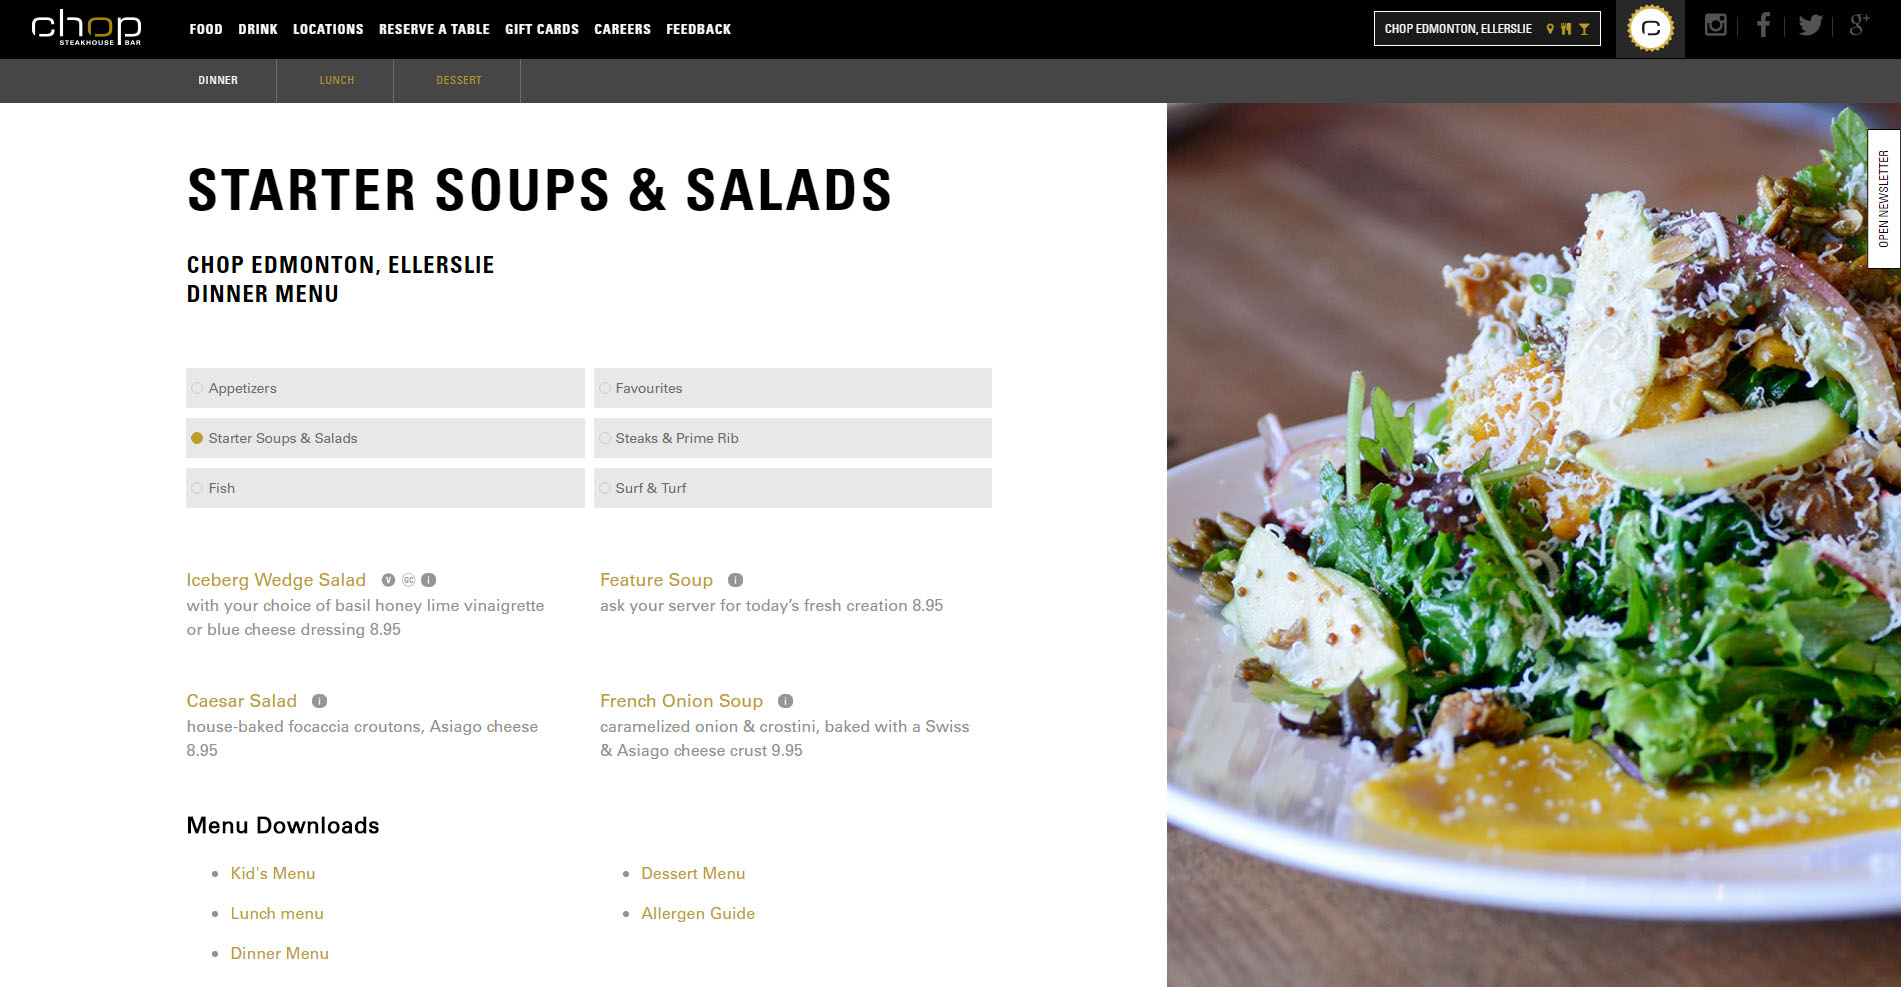 chop
STEAKHOUSE BAR
FOOD DRINK LOCATIONS RESERVE A TABLE GIFT CARDS CAREERS FEEDBACK
CHOP EDMONTON, ELLERSLIE
DINNER LUNCH DESSERT
OPEN NEWSLETTER
STARTER SOUPS & SALADS
CHOP EDMONTON, ELLERSLIE
DINNER MENU
Appetizers
Favourites
Starter Soups & Salads
Steaks & Prime Rib
Fish
Surf & Turf
Iceberg Wedge Salad V GC i
with your choice of basil honey lime vinaigrette
or blue cheese dressing 8.95
Feature Soup i
ask your server for today’s fresh creation 8.95
Caesar Salad i
house-baked focaccia croutons, Asiago cheese
8.95
French Onion Soup i
caramelized onion & crostini, baked with a Swiss
& Asiago cheese crust 9.95
Menu Downloads
Kid's Menu
Lunch menu
Dinner Menu
Dessert Menu
Allergen Guide